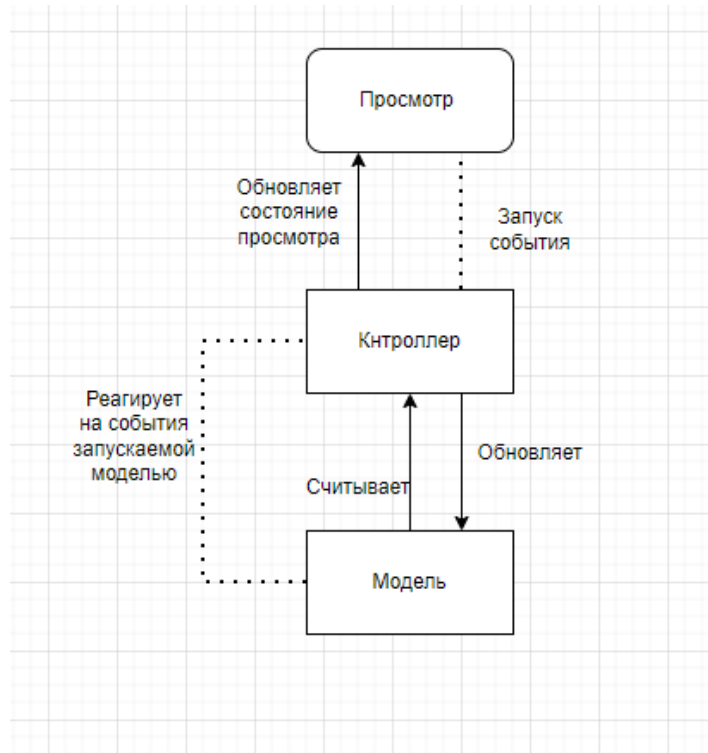 Просмотр
Обновляет
состояние
просмотра
Запуск
события
Кнтроллер
Реагирует
на события
запускаемой
моделью
Обновляет
Считывает
Модель